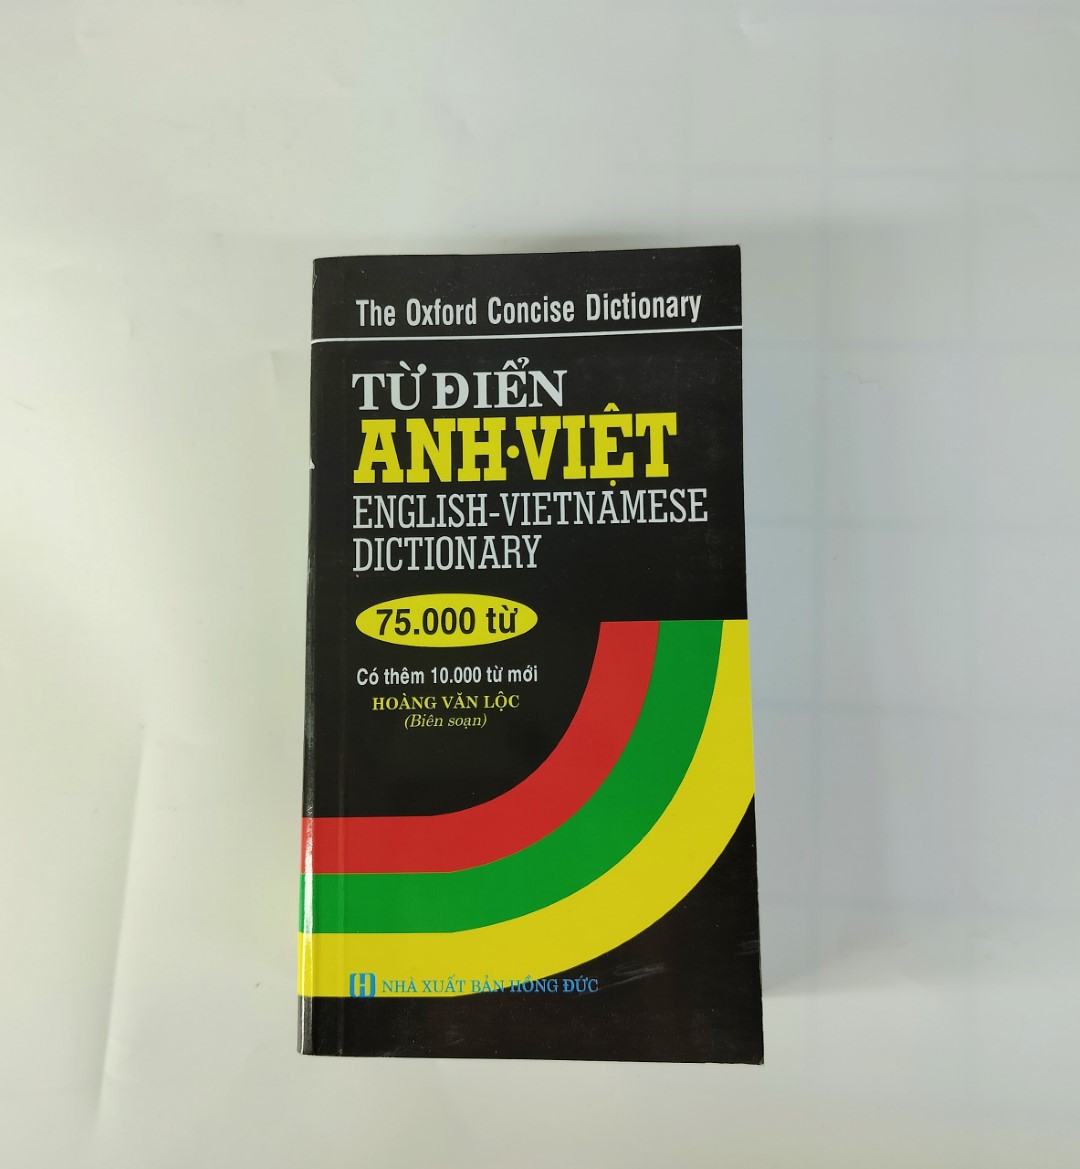 The Oxford Concise Dictionary
TỪ ĐIỂN
ANH·VIỆT
ENGLISH-VIETNAMESE
DICTIONARY
75.000 từ
Có thêm 10.000 từ mới
HOÀNG VĂN LỘC
(Biên soạn)
H NHÀ XUẤT BẢN HỒNG ĐỨC